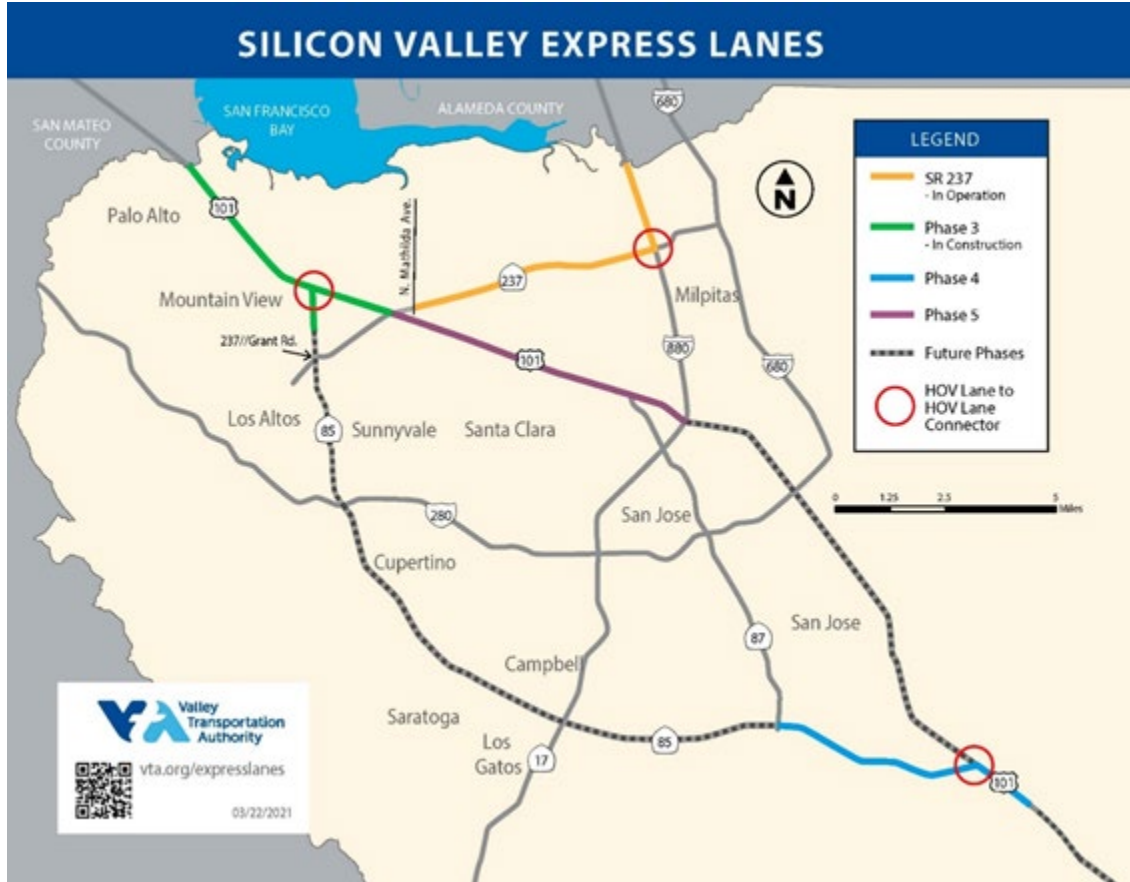 SILICON VALLEY EXPRESS LANES
SAN MATEO
COUNTY
SAN FRANCISCO
BAY
ALAMEDA COUNTY
680
LEGEND
SR 237
- In Operation
Phase 3
- In Construction
Phase 4
Phase 5
Future Phases
HOV Lane to
HOV Lane
Connector
N
0 1.25 2.5 5
Miles
Palo Alto
101
N. Mathilda Ave.
237
Mountain View
Milpitas
237//Grant Rd.
101
880
680
Los Altos
85
Sunnyvale
Santa Clara
280
San Jose
Cupertino
87
San Jose
Campbell
Saratoga
85
Los
Gatos
17
101
VTA
Valley
Transportation
Authority
vta.org/expresslanes
03/22/2021